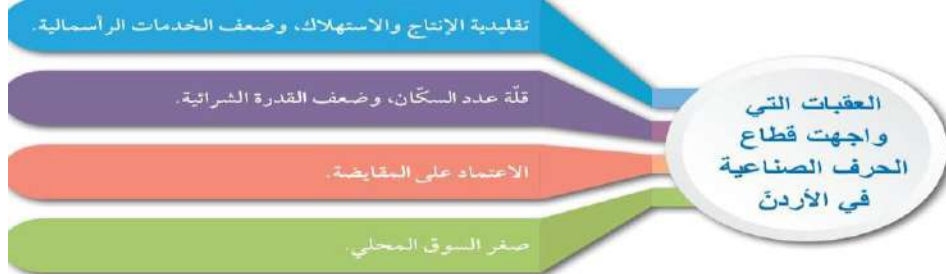 العقبات التي
واجهت قطاع
الحرف الصناعية
في الأردنّ
تقليدية الإنتاج والاستهلاك، وضعف الخدمات الرأسمالية.
قلّة عدد السكّان، وضعف القدرة الشرائية.
الاعتماد على المقايضة.
صغر السوق المحلي.